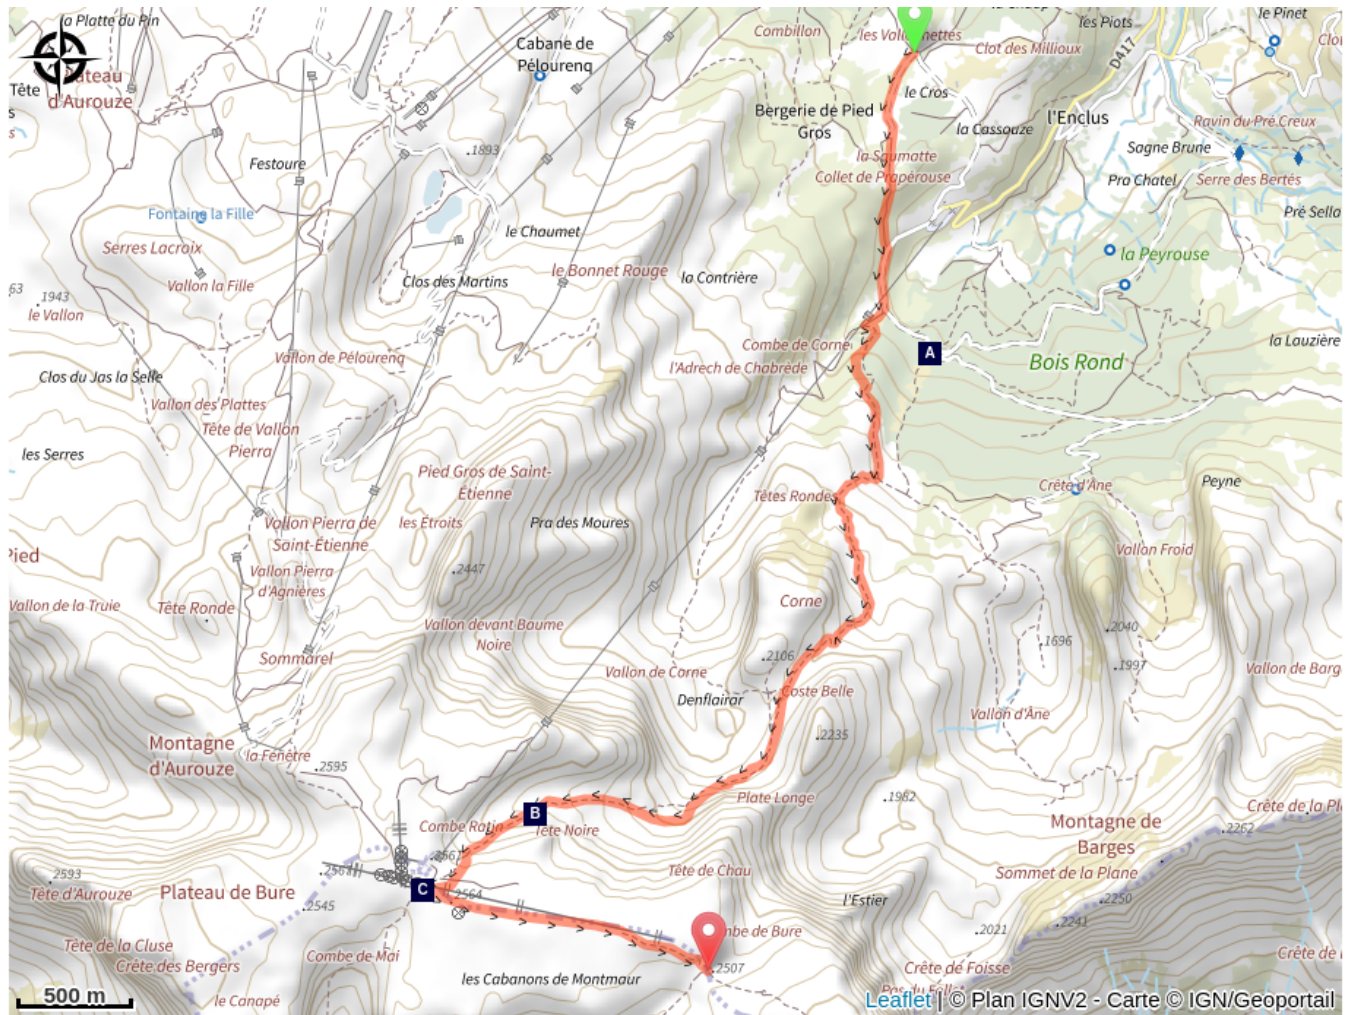 la Platte du Pin
les Piots
le Pinet
Combillon
Clot des Millioux
Cabane de
Pélourenq
D417
d'Aurouze
Tête
le Cros
Bergerie de Pied
Gros
la Cassouze
l'Enclus
Ravin du Pré Creux
Sagne Brune
.1893
Festoure
la Saumatte
Collet de Prapérouse
Pra Chatel
Serre des Bertés
Fontaine la Fille
Pré Sella
Serres Lacroix
le Chaumet
la Peyrouse
Vallon la Fille
Clos des Martins
le Bonnet Rouge
la Contrière
63
.1943
le Vallon
la Lauzière
Combe de Corne
A
Vallon de Pélourenq
l'Adrech de Chabrède
Bois Rond
Clos du Jas la Selle
Vallon des Plattes
Tête de Vallon
Pierra
les Serres
Pied Gros de Saint-
Etienne
Têtes Rondes
Crête d'Âne
Peyne
Vallon Pierra de
Saint-Étienne
les Étroits
Pra des Moures
Pied
Vallon Froid
Vallon Pierra
d'Agnières
.2447
Vallon de la Truie
Tête Ronde
Corne
Vallon devant Baume
Noire
.2040
.1696
.2106
.1997
Sommarel
Vallon de Corne
Vallon de Barg
Denflairar
Coste Belle
Vallon d'Âne
.2235
Montagne
d'Aurouze
la Fenêtre
.2595
Plate Longe
.1982
Crête de la Pl
B
Combe Ratin
Tête Noire
Montagne de
Barges
.2262
.2593
Tête de Chau
Sommet de la Plane
Tête d'Aurouze
Plateau de Bure
C
2564
.2545
l'Estier
.2250
.2241
.2021
Tête de la Cluse
Crête des Bergers
Combe de Mai
mbe de Bure
Crête de
.2507
Crête de Foisse
les Cabanons de Montmaur
le Canapé
500 m
Leaflet | © Plan IGNV2 - Carte © IGN/Geoportail